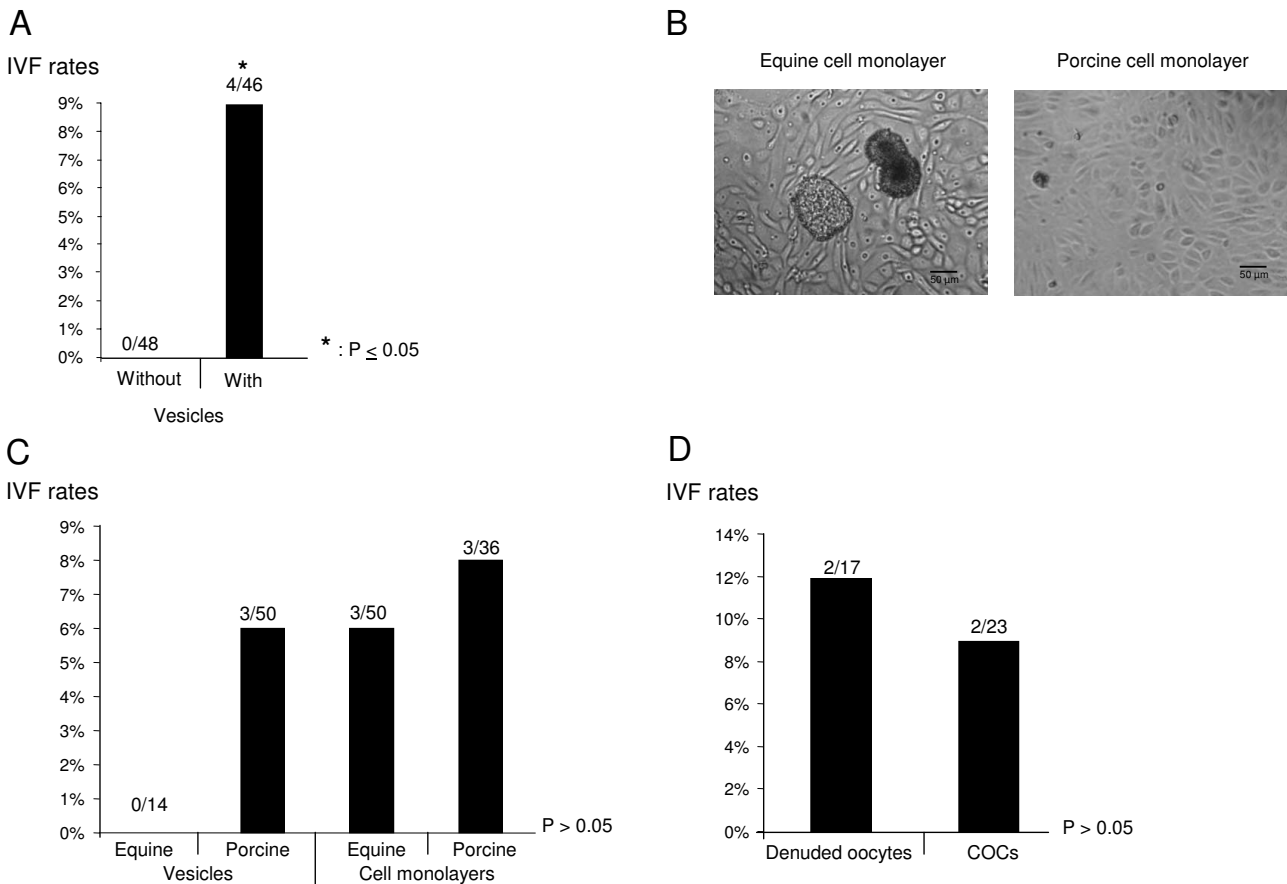 A
IVF rates
*
4/46
9%
8%
7%
6%
5%
4%
3%
2%
1%
0%
0/48
* : P ≤ 0.05
Without With
Vesicles
B
Equine cell monolayer
Porcine cell monolayer
50 µm
50 µm
C
IVF rates
9%
8%
7%
6%
5%
4%
3%
2%
1%
0%
0/14
3/50
3/50
3/36
P > 0.05
Equine Porcine Equine Porcine
Vesicles Cell monolayers
D
IVF rates
14%
12%
10%
8%
6%
4%
2%
0%
2/17
2/23
P > 0.05
Denuded oocytes COCs